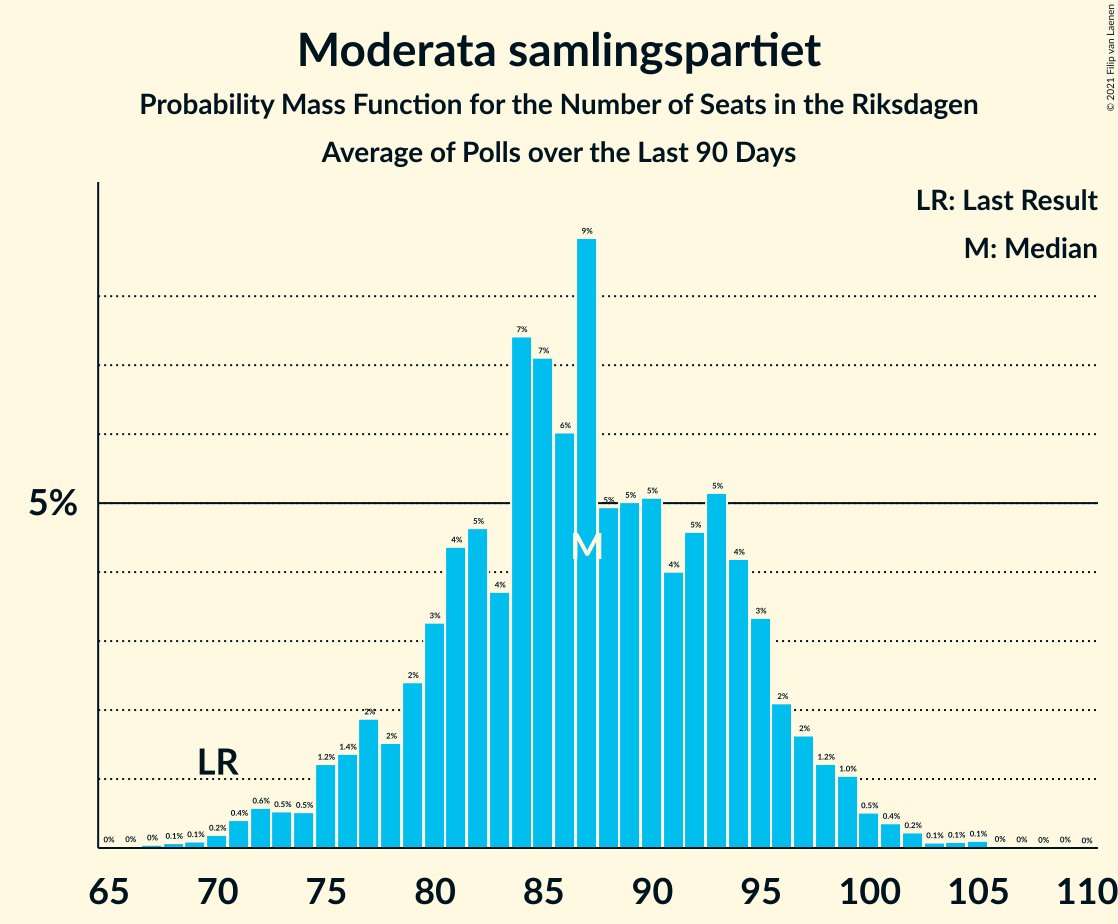 © 2021 Filip van Laenen
Moderata samlingspartiet
Probability Mass Function for the Number of Seats in the Riksdagen
Average of Polls over the Last 90 Days
LR: Last Result
M: Median
5%
LR
M
0% 0% 0% 0.1% 0.1% 0.2% 0.4% 0.6% 0.5% 0.5% 1.2% 1.4% 2% 2% 2% 3% 4% 5% 4% 7% 7% 6% 9% 5% 5% 5% 4% 5% 5% 4% 3% 2% 2% 1.2% 1.0% 0.5% 0.4% 0.2% 0.1% 0.1% 0.1% 0% 0% 0% 0% 0%
65 70 75 80 85 90 95 100 105 110